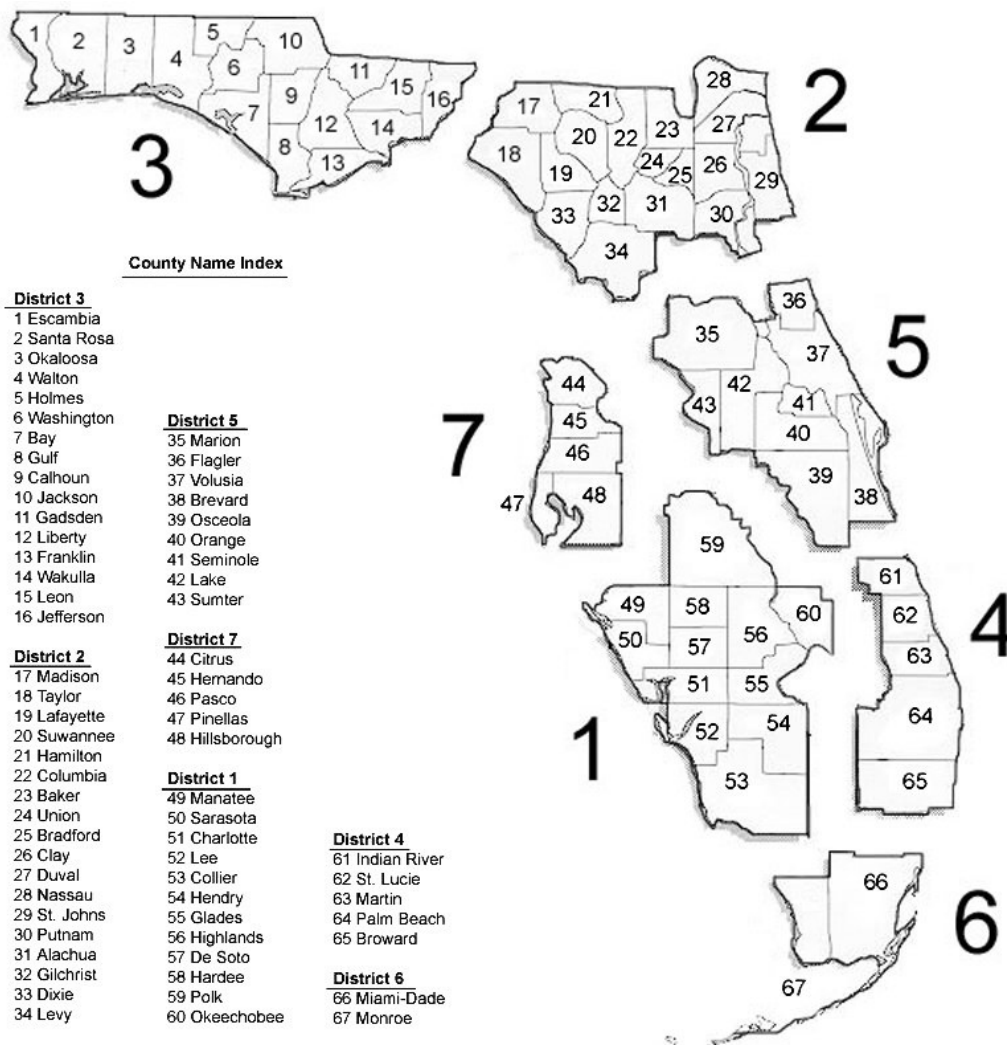 1
2
3
4
5
6
7
8
9
10
11
12
13
14
15
16
3
17
18
19
20
21
22
23
24
25
26
27
28
29
30
31
32
33
34
2
County Name Index
District 3
1 Escambia
2 Santa Rosa
3 Okaloosa
4 Walton
5 Holmes
6 Washington
7 Bay
8 Gulf
9 Calhoun
10 Jackson
11 Gadsden
12 Liberty
13 Franklin
14 Wakulla
15 Leon
16 Jefferson
District 2
17 Madison
18 Taylor
19 Lafayette
20 Suwannee
21 Hamilton
22 Columbia
23 Baker
24 Union
25 Bradford
26 Clay
27 Duval
28 Nassau
29 St. Johns
30 Putnam
31 Alachua
32 Gilchrist
33 Dixie
34 Levy
District 5
35 Marion
36 Flagler
37 Volusia
38 Brevard
39 Osceola
40 Orange
41 Seminole
42 Lake
43 Sumter
District 7
44 Citrus
45 Hernando
46 Pasco
47 Pinellas
48 Hillsborough
District 1
49 Manatee
50 Sarasota
51 Charlotte
52 Lee
53 Collier
54 Hendry
55 Glades
56 Highlands
57 De Soto
58 Hardee
59 Polk
60 Okeechobee
District 4
61 Indian River
62 St. Lucie
63 Martin
64 Palm Beach
65 Broward
District 6
66 Miami-Dade
67 Monroe
35
36
37
38
39
40
41
42
43
5
44
45
46
47
48
7
49
50
51
52
53
54
55
56
57
58
59
60
1
61
62
63
64
65
4
66
67
6